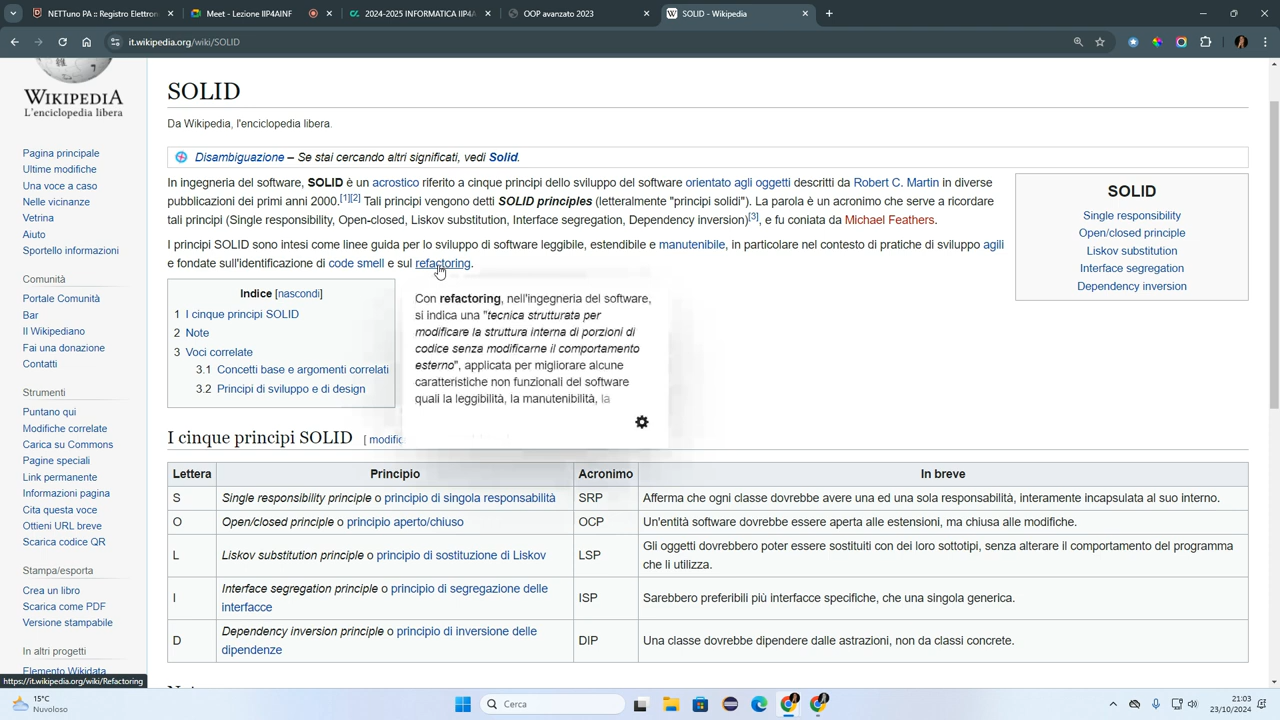 NETTuno PA : Registro Elettron
Meet - Lezione IIP4AINF
2024-2025 INFORMATICA IIP4A
OOP avanzato 2023
SOLID - Wikipedia
it.wikipedia.org/wiki/SOLID
WIKIPEDIA
L'enciclopedia libera
Pagina principale
Ultime modifiche
Una voce a caso
Nelle vicinanze
Vetrina
Aiuto
Sportello informazioni
Comunità
Portale Comunità
Bar
Il Wikipediano
Fai una donazione
Contatti
Strumenti
Puntano qui
Modifiche correlate
Carica su Commons
Pagine speciali
Link permanente
Informazioni pagina
Cita questa voce
Ottieni URL breve
Scarica codice QR
Stampa/esporta
Crea un libro
Scarica come PDF
Versione stampabile
In altri progetti
Elemento Wikidata
https://it.wikipedia.org/wiki/Refactoring
SOLID
Da Wikipedia, l'enciclopedia libera.
Disambiguazione – Se stai cercando altri significati, vedi Solid.
In ingegneria del software, SOLID è un acrostico riferito a cinque principi dello sviluppo del software orientato agli oggetti descritti da Robert C. Martin in diverse
pubblicazioni dei primi anni 2000.[1][2] Tali principi vengono detti SOLID principles (letteralmente "principi solidi"). La parola è un acronimo che serve a ricordare
tali principi (Single responsibility, Open-closed, Liskov substitution, Interface segregation, Dependency inversion)[3], e fu coniata da Michael Feathers.
I principi SOLID sono intesi come linee guida per lo sviluppo di software leggibile, estendibile e manutenibile, in particolare nel contesto di pratiche di sviluppo agili
e fondate sull'identificazione di code smell e sul refactoring.
SOLID
Single responsibility
Open/closed principle
Liskov substitution
Interface segregation
Dependency inversion
Indice [nascondi]
1 I cinque principi SOLID
2 Note
3 Voci correlate
3.1 Concetti base e argomenti correlati
3.2 Principi di sviluppo e di design
Con refactoring, nell'ingegneria del software,
si indica una "tecnica strutturata per
modificare la struttura interna di porzioni di
codice senza modificarne il comportamento
esterno", applicata per migliorare alcune
caratteristiche non funzionali del software
quali la leggibilità, la manutenibilità, la
I cinque principi SOLID [ modific
Lettera Principio Acronimo In breve
S Single responsibility principle o principio di singola responsabilità SRP Afferma che ogni classe dovrebbe avere una ed una sola responsabilità, interamente incapsulata al suo interno.
O Open/closed principle o principio aperto/chiuso OCP Un'entità software dovrebbe essere aperta alle estensioni, ma chiusa alle modifiche.
L Liskov substitution principle o principio di sostituzione di Liskov LSP Gli oggetti dovrebbero poter essere sostituiti con dei loro sottotipi, senza alterare il comportamento del programma
che li utilizza.
I Interface segregation principle o principio di segregazione delle
interfacce ISP Sarebbero preferibili più interfacce specifiche, che una singola generica.
D Dependency inversion principle o principio di inversione delle
dipendenze DIP Una classe dovrebbe dipendere dalle astrazioni, non da classi concrete.
15°C
Nuvoloso
Cerca
21:03
23/10/2024